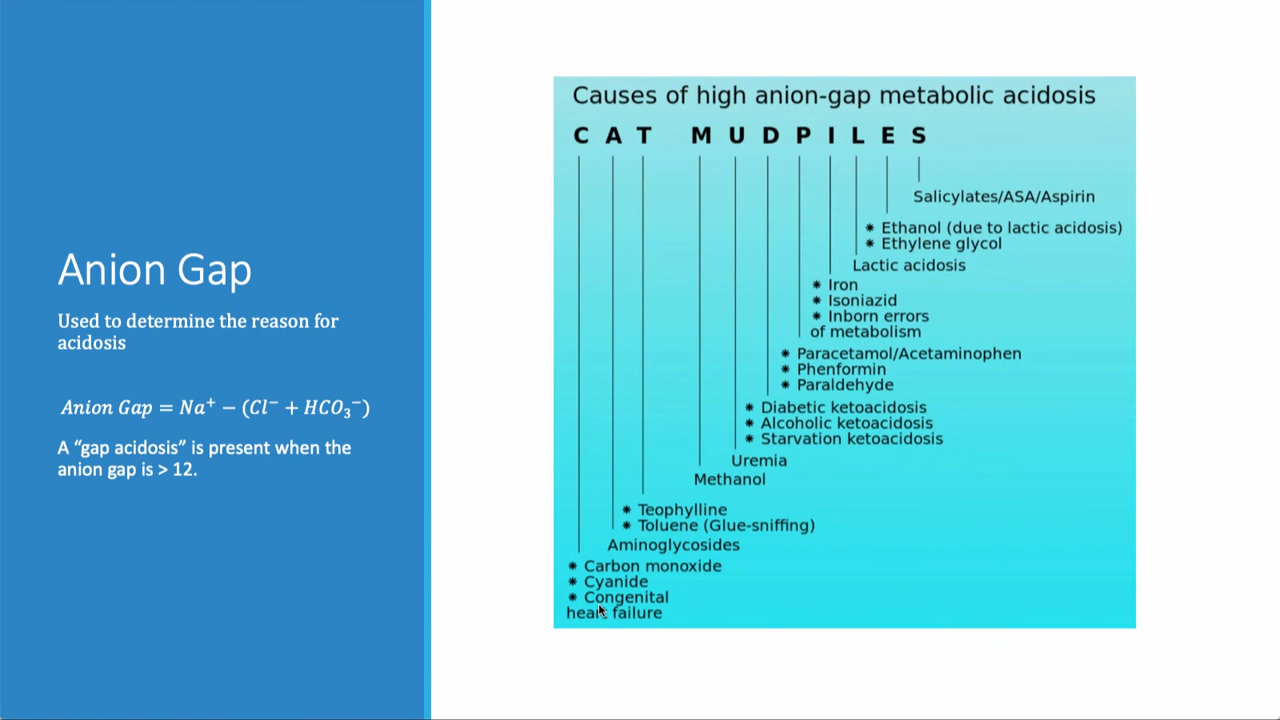 Anion Gap
Used to determine the reason for
acidosis
Anion Gap = Na⁺ − (Cl⁻ + HCO₃⁻)
A “gap acidosis” is present when the
anion gap is > 12.
Causes of high anion-gap metabolic acidosis
C A T M U D P I L E S
Salicylates/ASA/Aspirin
⁕ Ethanol (due to lactic acidosis)
⁕ Ethylene glycol
Lactic acidosis
⁕ Iron
⁕ Isoniazid
⁕ Inborn errors
of metabolism
⁕ Paracetamol/Acetaminophen
⁕ Phenformin
⁕ Paraldehyde
⁕ Diabetic ketoacidosis
⁕ Alcoholic ketoacidosis
⁕ Starvation ketoacidosis
Uremia
Methanol
⁕ Teophylline
⁕ Toluene (Glue-sniffing)
Aminoglycosides
⁕ Carbon monoxide
⁕ Cyanide
⁕ Congenital
heart failure